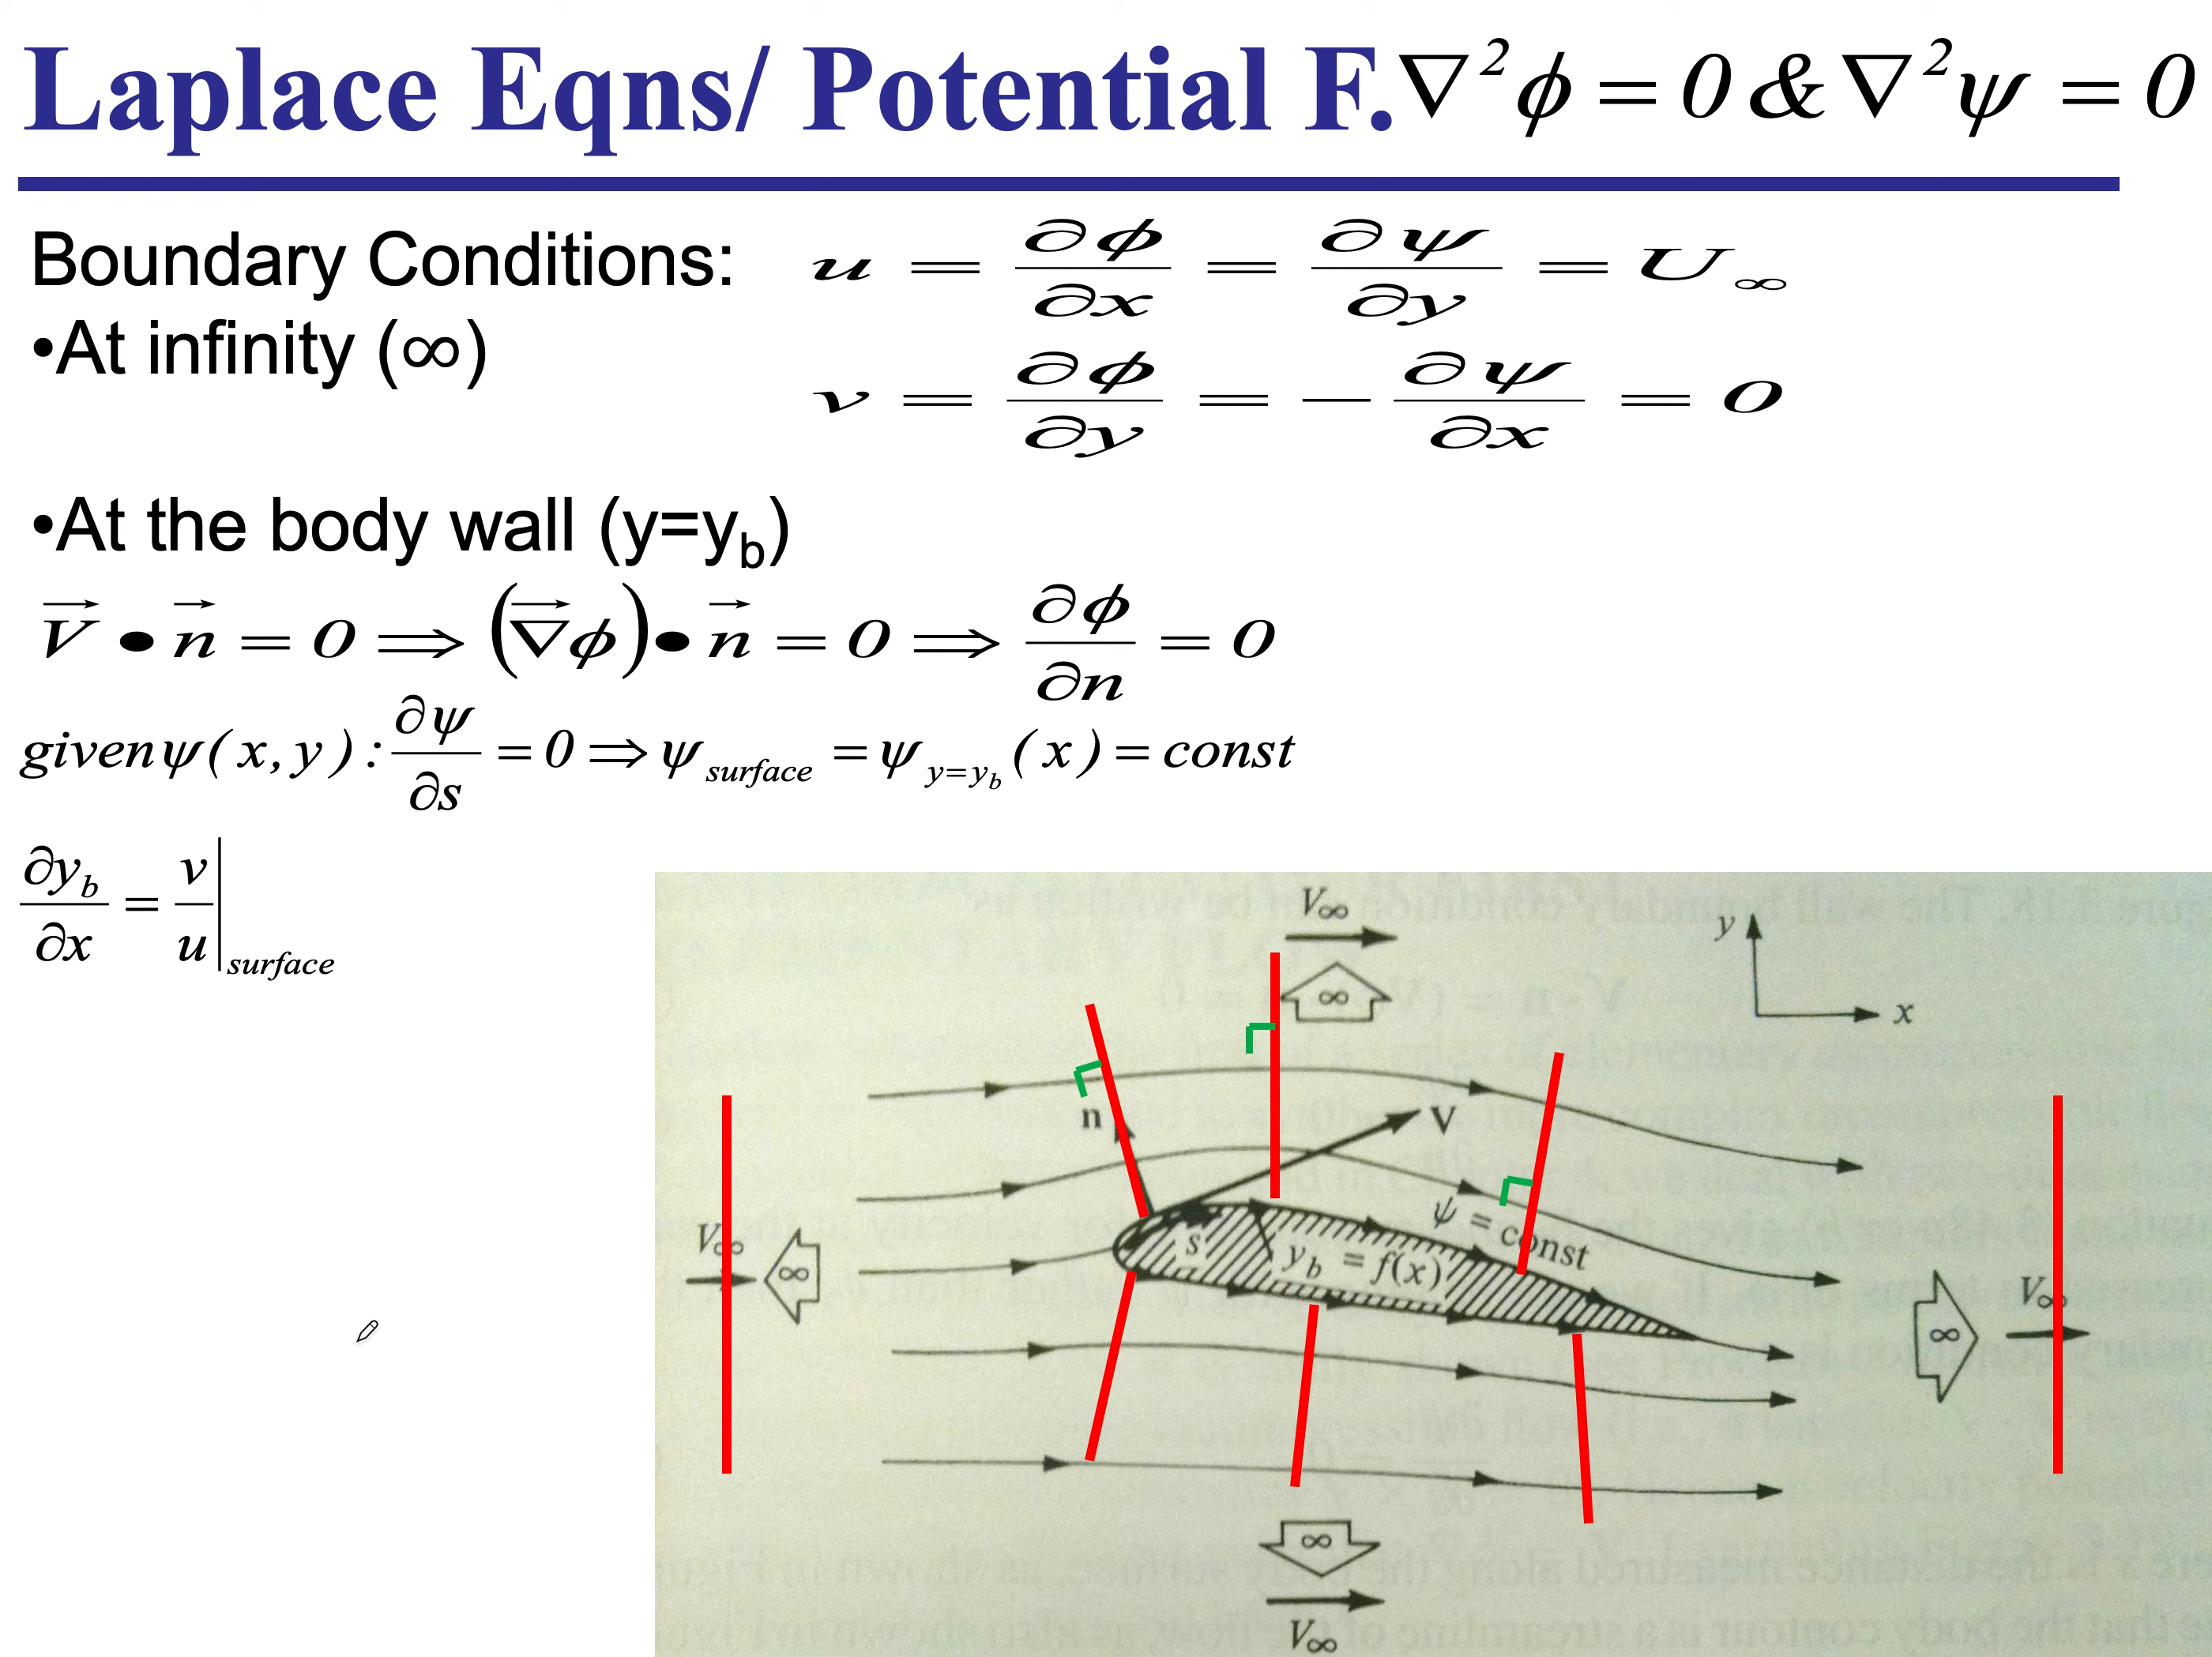 Laplace Eqns/ Potential F. ∇²ϕ = 0 & ∇²ψ = 0
Boundary Conditions:
u = ∂ϕ/∂x = ∂ψ/∂y = U∞
•At infinity (∞)
v = ∂ϕ/∂y = −∂ψ/∂x = 0
•At the body wall (y=y_b)
V⃗ • n⃗ = 0 ⇒ (∇⃗ϕ) • n⃗ = 0 ⇒ ∂ϕ/∂n = 0
given ψ(x,y): ∂ψ/∂s = 0 ⇒ ψ_surface = ψ_{y=y_b}(x) = const
∂y_b/∂x = v/u|_surface
V∞
∞
y
x
n
V
ψ = const
s
y_b = f(x)
V∞
∞
∞
V∞
∞
V∞